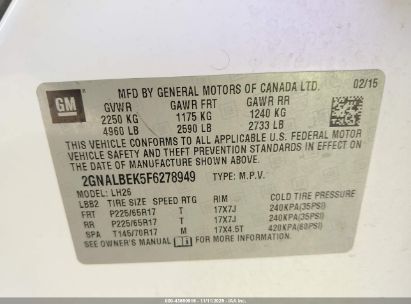 GM
MFD BY GENERAL MOTORS OF CANADA LTD. 02/15
GVWR GAWR FRT GAWR RR
2250 KG 1175 KG 1240 KG
4960 LB 2590 LB 2733 LB
THIS VEHICLE CONFORMS TO ALL APPLICABLE U.S. FEDERAL
MOTOR VEHICLE SAFETY AND THEFT PREVENTION STANDARDS IN EFFECT ON
THE DATE OF MANUFACTURE SHOWN ABOVE.
2GNALBEK5F6278949 TYPE: M.P.V.
MODEL: LH26
LBB2 TIRE SIZE SPEED RTG RIM COLD TIRE PRESSURE
FRT P225/65R17 T 17X7J 240KPA(35PSI)
RR P225/65R17 T 17X7J 240KPA(35PSI)
SPA T145/70R17 M 17X4.5T 420KPA(60PSI)